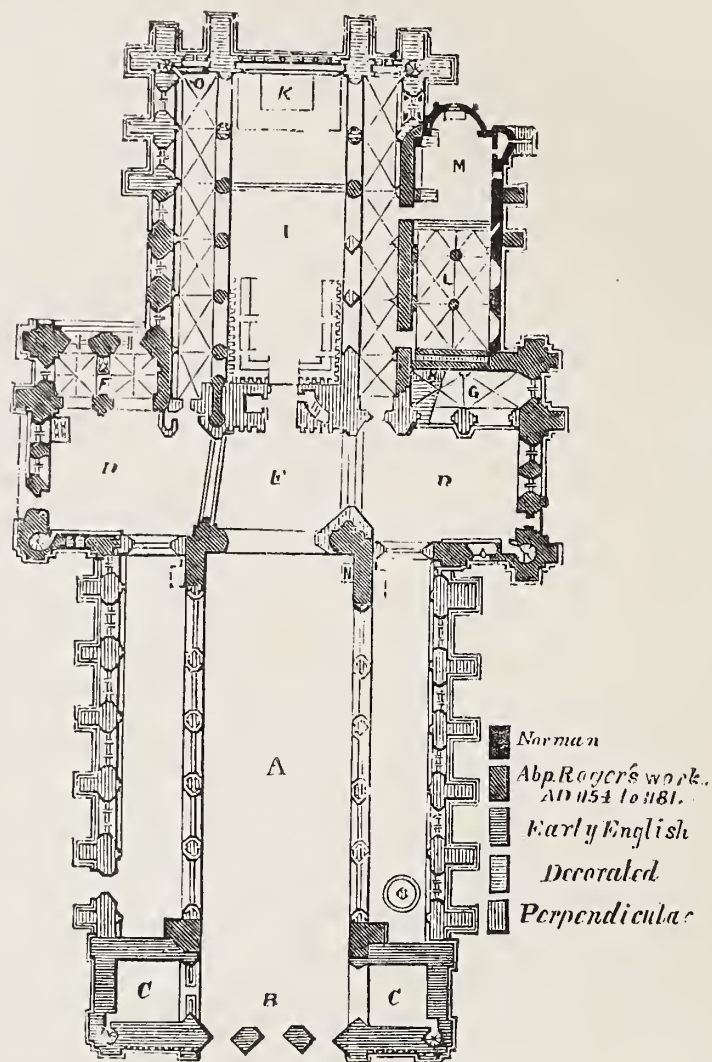 O
K
M
I
L
F
H
G
D
E
D
N
A
Norman
Abp. Roger's work.
AD 1154 to 1181.
Early English
Decorated
Perpendicular
C
B
C